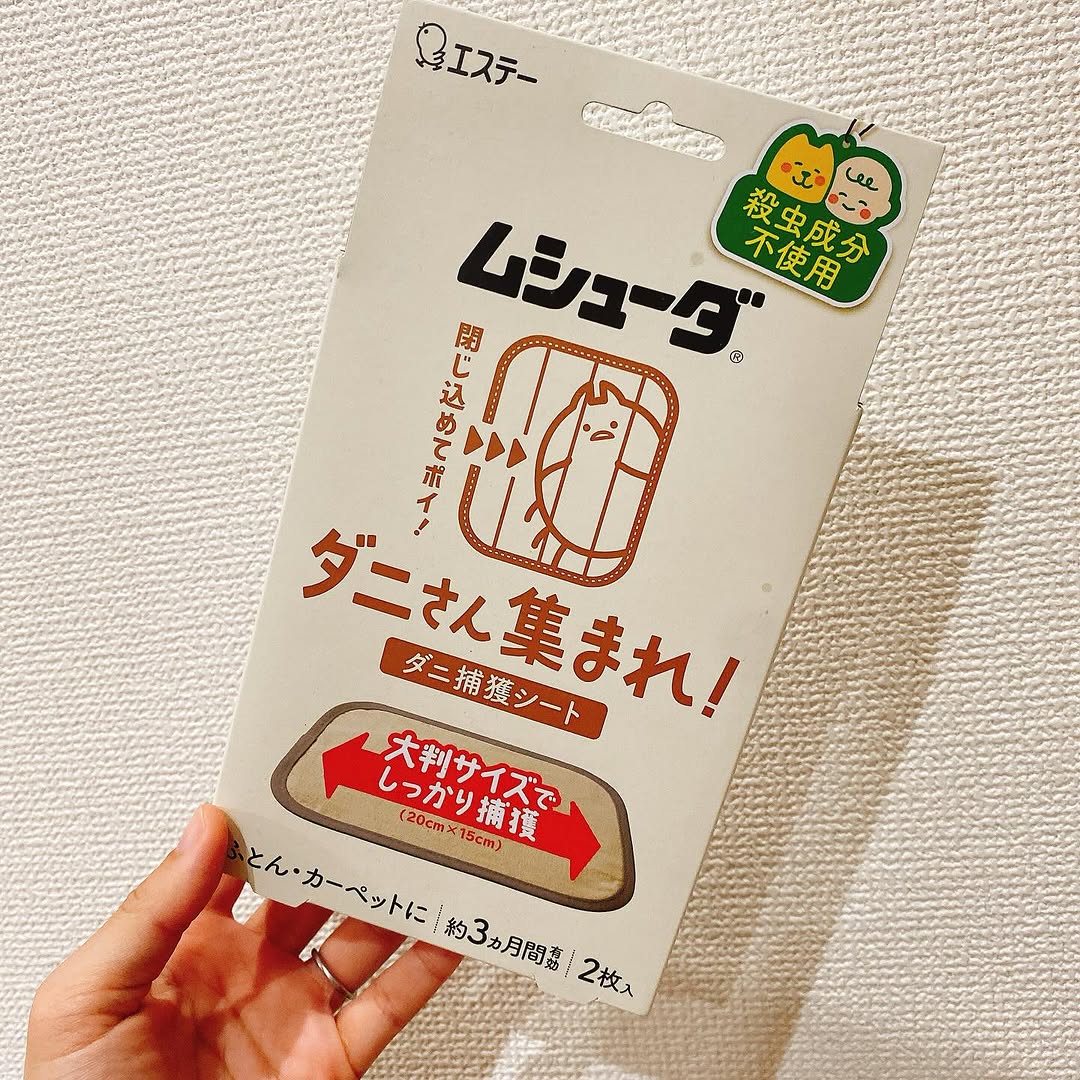 エステー
殺虫成分
不使用
ムシューダ®
閉じ込めてポイ！
ダニさん集まれ！
ダニ捕獲シート
大判サイズで
しっかり捕獲
(20cm×15cm)
ふとん・カーペットに
約3ヵ月間有効
2枚入